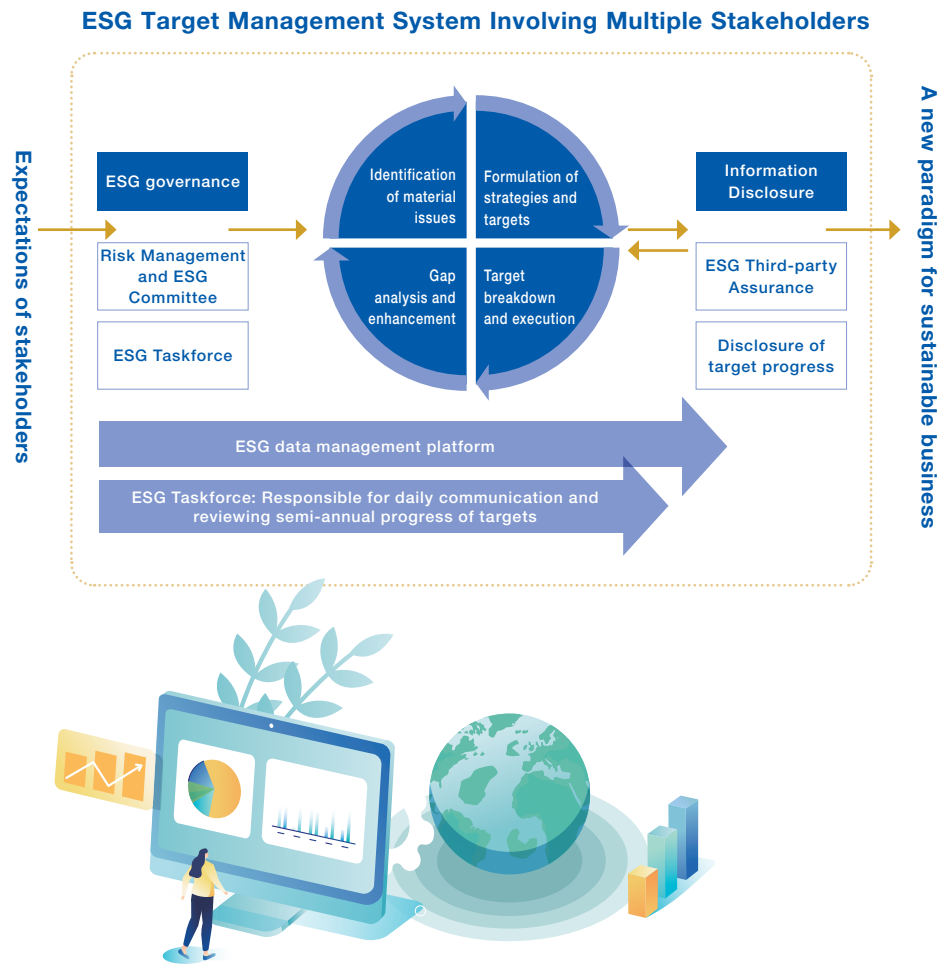 ESG Target Management System Involving Multiple Stakeholders
Expectations of stakeholders
ESG governance
Risk Management
and ESG
Committee
ESG Taskforce
Identification
of material
issues
Formulation of
strategies and
targets
Gap
analysis and
enhancement
Target
breakdown
and execution
Information
Disclosure
ESG Third-party
Assurance
Disclosure of
target progress
A new paradigm for sustainable business
ESG data management platform
ESG Taskforce: Responsible for daily communication and
reviewing semi-annual progress of targets